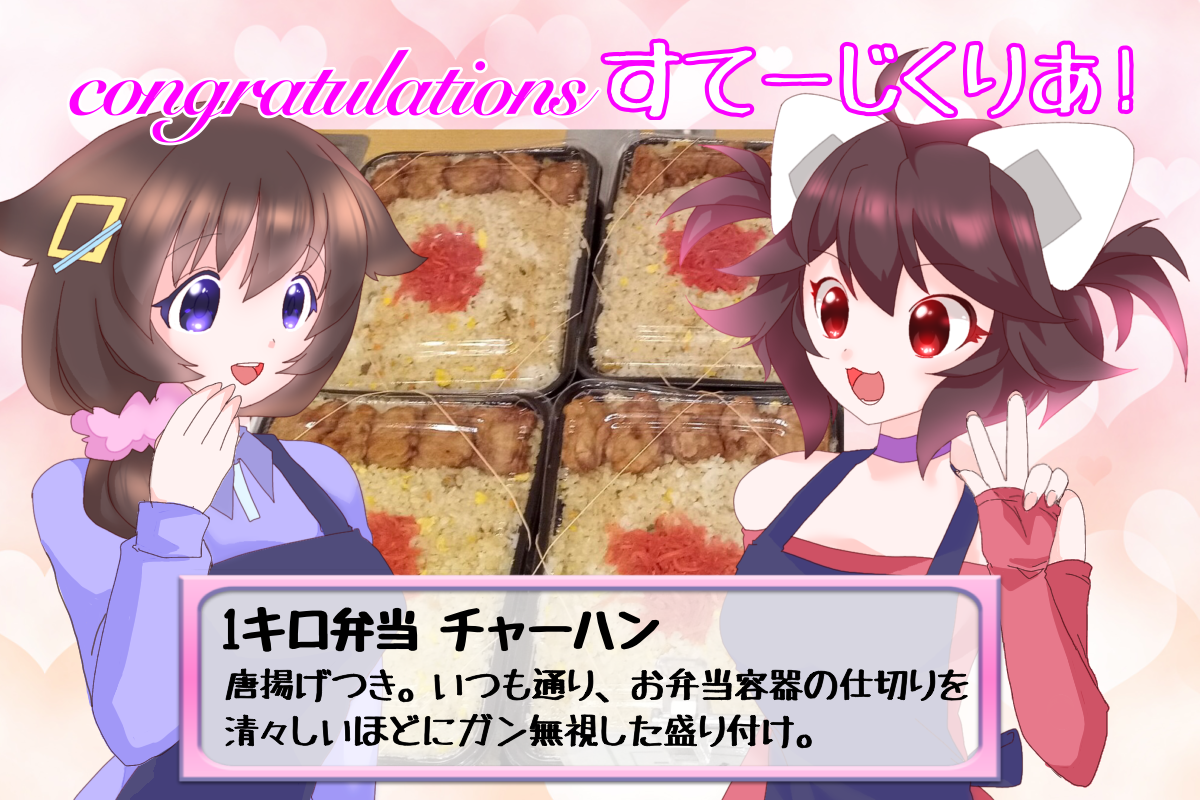 congratulations すてーじくりぁ!
1キロ弁当 チャーハン
唐揚げつき。いつも通り、お弁当容器の仕切りを
清々しいほどにガン無視した盛り付け。